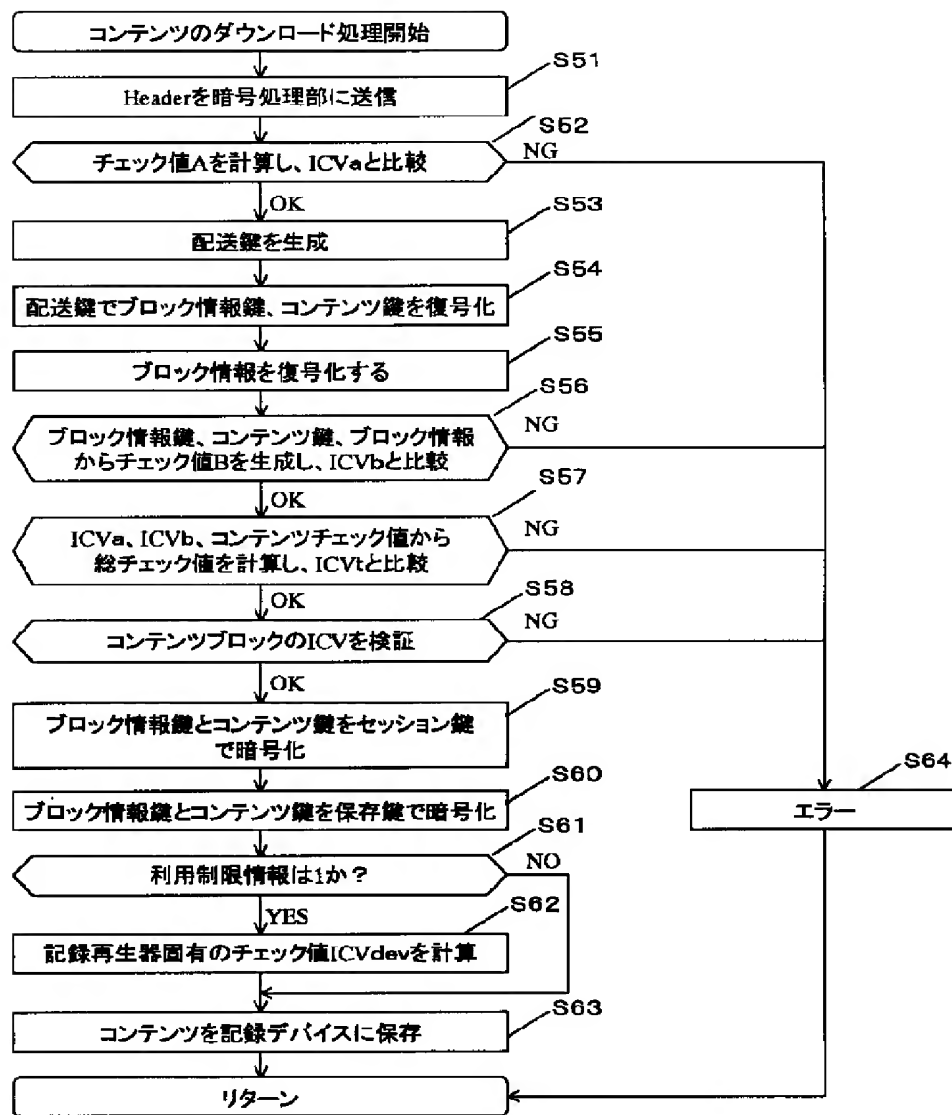 コンテンツのダウンロード処理開始
S51
Headerを暗号処理部に送信
S52
チェック値Aを計算し、ICVaと比較
NG
OK
S53
配送鍵を生成
S54
配送鍵でブロック情報鍵、コンテンツ鍵を復号化
S55
ブロック情報を復号化する
S56
ブロック情報鍵、コンテンツ鍵、ブロック情報
からチェック値Bを生成し、ICVbと比較
NG
OK
S57
ICVa、ICVb、コンテンツチェック値から
総チェック値を計算し、ICVtと比較
NG
OK
S58
コンテンツブロックのICVを検証
NG
OK
S59
ブロック情報鍵とコンテンツ鍵をセッション鍵
で暗号化
S60
ブロック情報鍵とコンテンツ鍵を保存鍵で暗号化
S64
エラー
S61
利用制限情報は1か？
NO
YES
S62
記録再生器固有のチェック値ICVdevを計算
S63
コンテンツを記録デバイスに保存
リターン